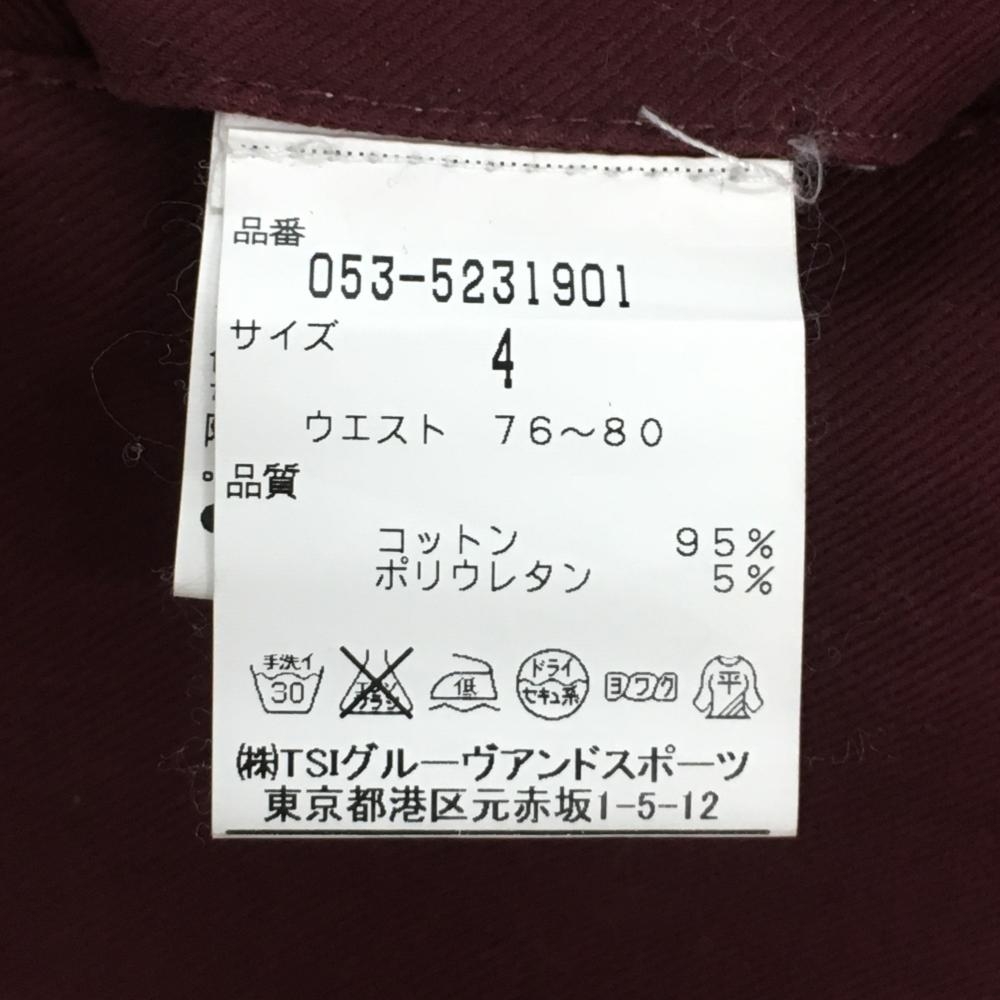 品番
053-5231901
サイズ
4
ウエスト 76〜80
品質
コットン 95%
ポリウレタン 5%
手洗イ 30
低
ドライ セキユ系
ヨワク
平
㈱TSIグルーヴアンドスポーツ
東京都港区元赤坂1-5-12